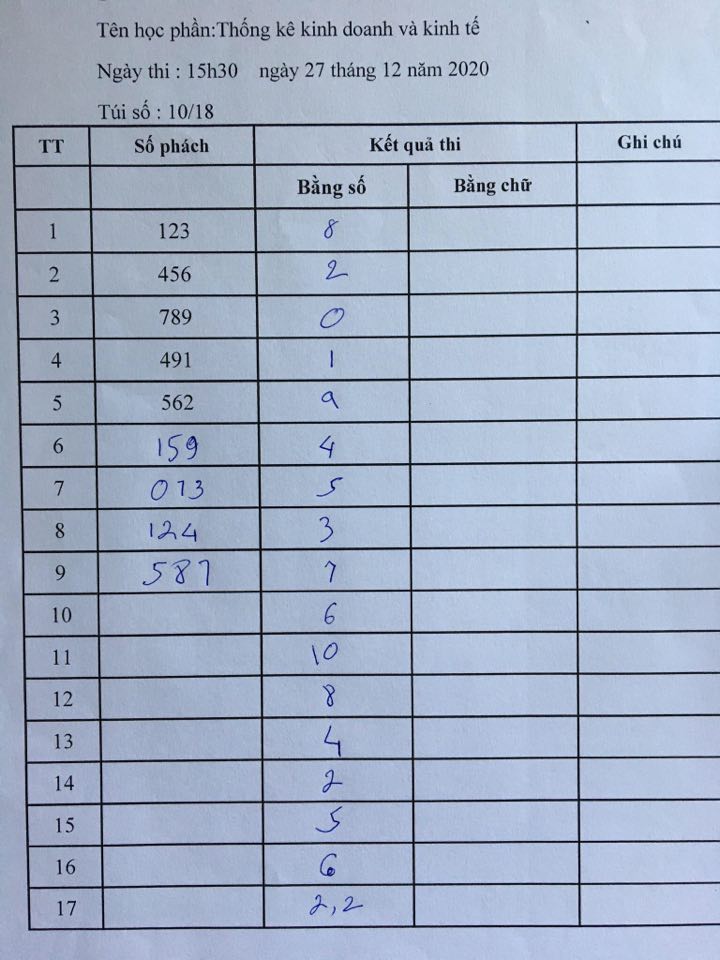 Tên học phần:Thống kê kinh doanh và kinh tế
Ngày thi : 15h30 ngày 27 tháng 12 năm 2020
Túi số : 10/18
TT Số phách Kết quả thi Ghi chú
Bằng số Bằng chữ
1 123 8
2 456 2
3 789 0
4 491 1
5 562 9
6 159 4
7 013 5
8 124 3
9 587 7
10 6
11 10
12 8
13 4
14 2
15 5
16 6
17 2,2